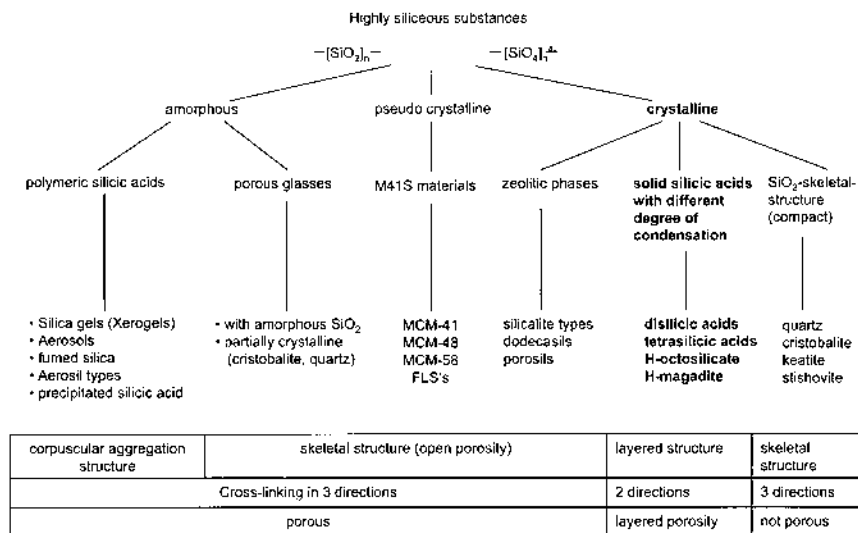 Highly siliceous substances
—[SiO₂]ₙ— —[SiO₄]ₙ⁴⁻
amorphous pseudo crystalline crystalline
polymeric silicic acids porous glasses M41S materials zeolitic phases solid silicic acids SiO₂-skeletal-
with different structure
degree of (compact)
condensation
• Silica gels (Xerogels) • with amorphous SiO₂ MCM-41 silicalite types disilicic acids quartz
• Aerosols • partially crystalline MCM-48 dodecasils tetrasilicic acids cristobalite
• fumed silica (cristobalite, quartz) MCM-58 porosils H-octosilicate keatite
• Aerosil types FLS's H-magadite stishovite
• precipitated silicic acid
corpuscular aggregation skeletal structure (open porosity) layered structure skeletal
structure structure
Cross-linking in 3 directions 2 directions 3 directions
porous layered porosity not porous